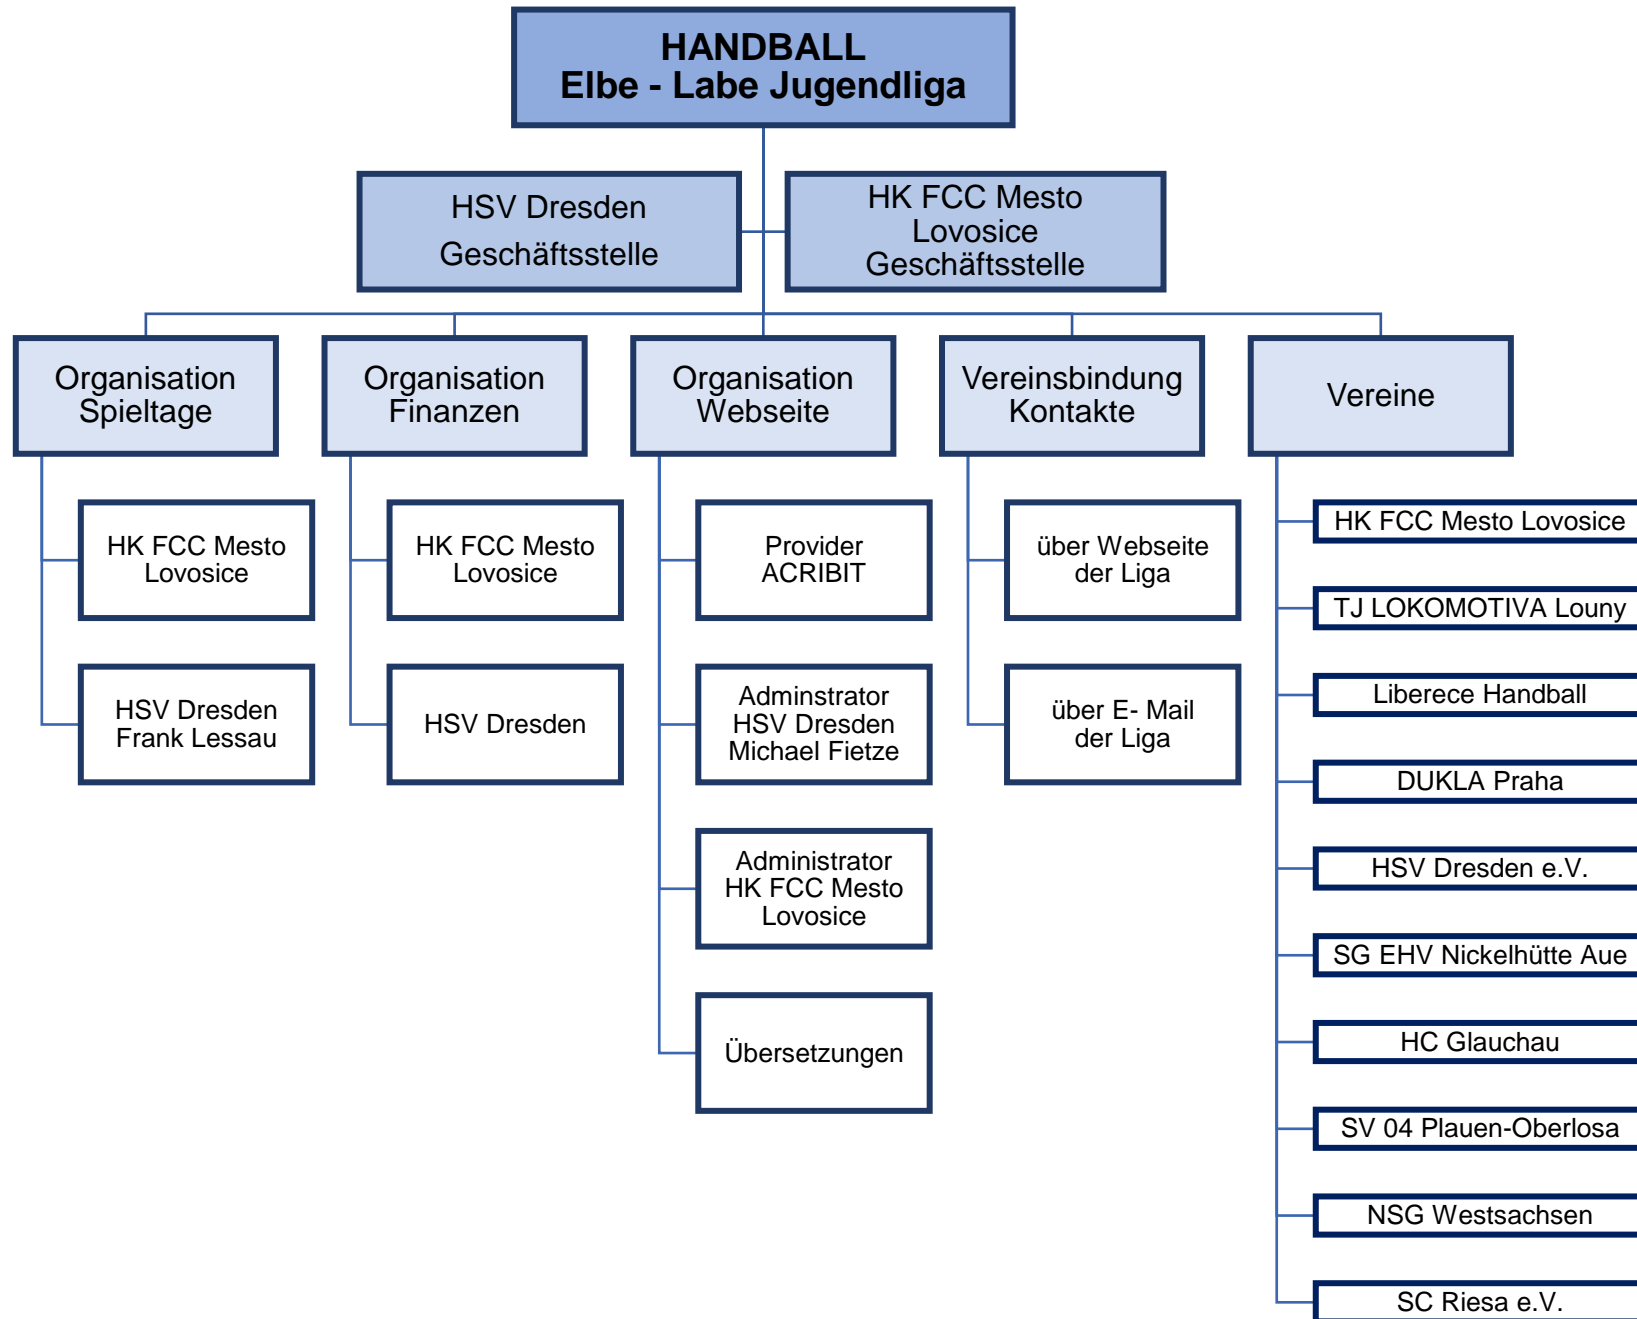 HANDBALL
Elbe - Labe Jugendliga
HSV Dresden
Geschäftsstelle
HK FCC Mesto
Lovosice
Geschäftsstelle
Organisation
Spieltage
HK FCC Mesto
Lovosice
HSV Dresden
Frank Lessau
Organisation
Finanzen
HK FCC Mesto
Lovosice
HSV Dresden
Organisation
Webseite
Provider
ACRIBIT
Adminstrator
HSV Dresden
Michael Fietze
Administrator
HK FCC Mesto
Lovosice
Übersetzungen
Vereinsbindung
Kontakte
über Webseite
der Liga
über E- Mail
der Liga
Vereine
HK FCC Mesto Lovosice
TJ LOKOMOTIVA Louny
Liberece Handball
DUKLA Praha
HSV Dresden e.V.
SG EHV Nickelhütte Aue
HC Glauchau
SV 04 Plauen-Oberlosa
NSG Westsachsen
SC Riesa e.V.